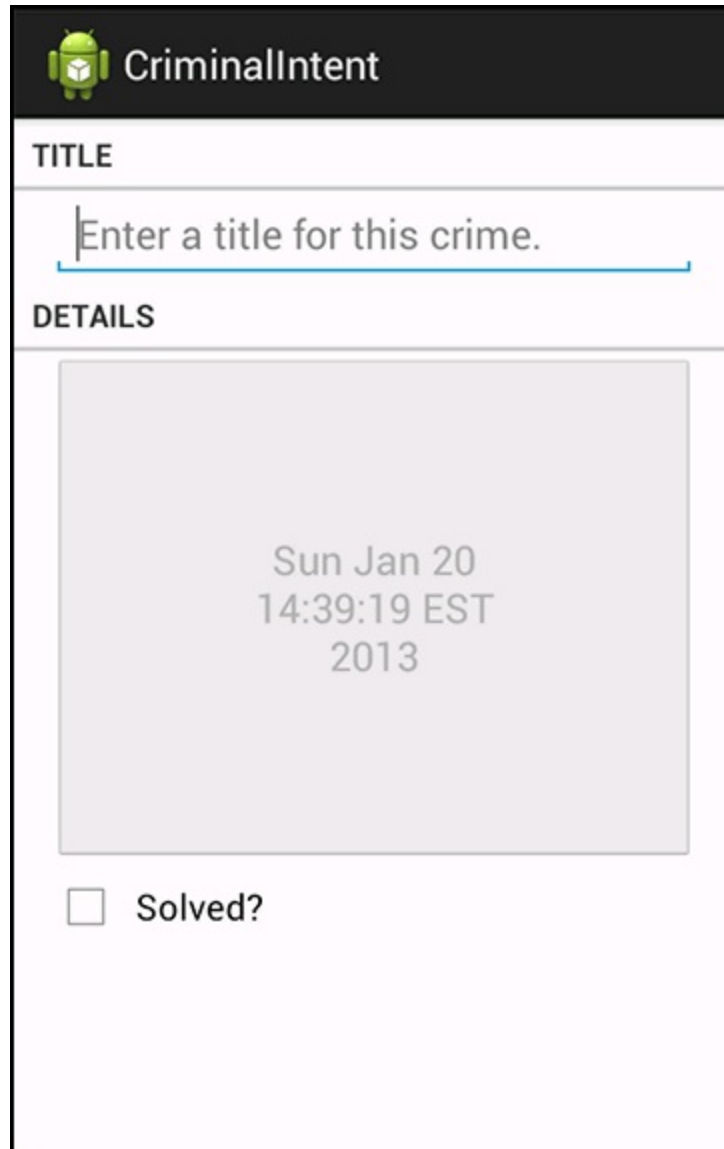 CriminalIntent
TITLE
Enter a title for this crime.
DETAILS
Sun Jan 20
14:39:19 EST
2013
Solved?